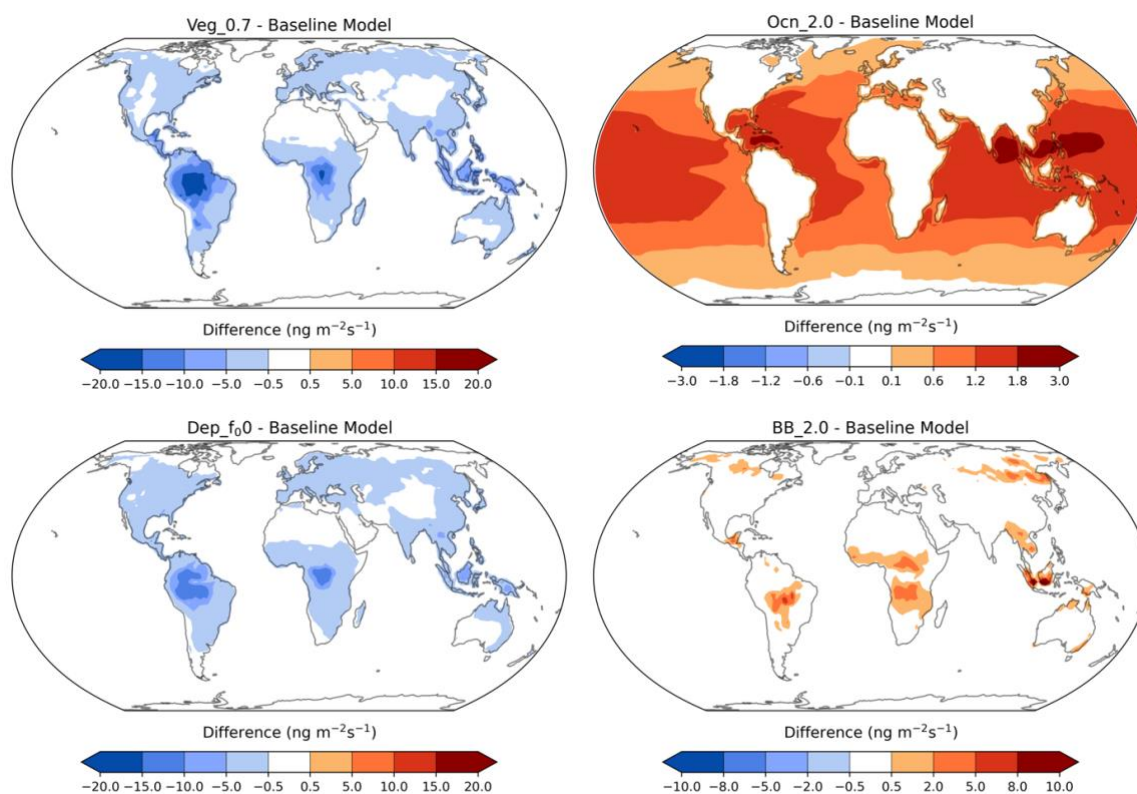 Veg_0.7 - Baseline Model
Difference (ng m⁻²s⁻¹)
−20.0 −15.0 −10.0 −5.0 −0.5 0.5 5.0 10.0 15.0 20.0
Ocn_2.0 - Baseline Model
Difference (ng m⁻²s⁻¹)
−3.0 −1.8 −1.2 −0.6 −0.1 0.1 0.6 1.2 1.8 3.0
Dep_f₀0 - Baseline Model
Difference (ng m⁻²s⁻¹)
−20.0 −15.0 −10.0 −5.0 −0.5 0.5 5.0 10.0 15.0 20.0
BB_2.0 - Baseline Model
Difference (ng m⁻²s⁻¹)
−10.0 −8.0 −5.0 −2.0 −0.5 0.5 2.0 5.0 8.0 10.0